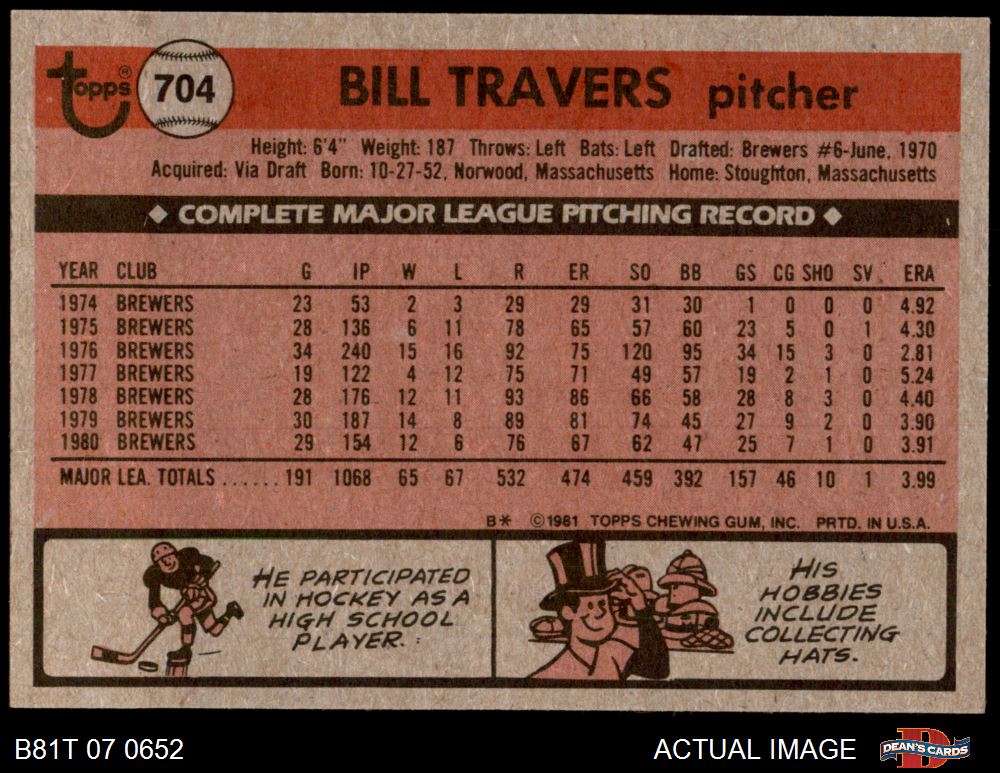 topps® 704 BILL TRAVERS pitcher
Height: 6'4" Weight: 187 Throws: Left Bats: Left Drafted: Brewers #6-June, 1970
Acquired: Via Draft Born: 10-27-52, Norwood, Massachusetts Home: Stoughton, Massachusetts
◆ COMPLETE MAJOR LEAGUE PITCHING RECORD ◆
YEAR CLUB G IP W L R ER SO BB GS CG SHO SV. ERA
1974 BREWERS 23 53 2 3 29 29 31 30 1 0 0 0 4.92
1975 BREWERS 28 136 6 11 78 65 57 60 23 5 0 1 4.30
1976 BREWERS 34 240 15 16 92 75 120 95 34 15 3 0 2.81
1977 BREWERS 19 122 4 12 75 71 49 57 19 2 1 0 5.24
1978 BREWERS 28 176 12 11 93 86 66 58 28 8 3 0 4.40
1979 BREWERS 30 187 14 8 89 81 74 45 27 9 2 0 3.90
1980 BREWERS 29 154 12 6 76 67 62 47 25 7 1 0 3.91
MAJOR LEA. TOTALS ...... 191 1068 65 67 532 474 459 392 157 46 10 1 3.99
B* ©1981 TOPPS CHEWING GUM, INC. PRTD. IN U.S.A.
HE PARTICIPATED
IN HOCKEY AS A
HIGH SCHOOL
PLAYER.
HIS
HOBBIES
INCLUDE
COLLECTING
HATS.
B81T 07 0652 ACTUAL IMAGE DEAN'S CARDS